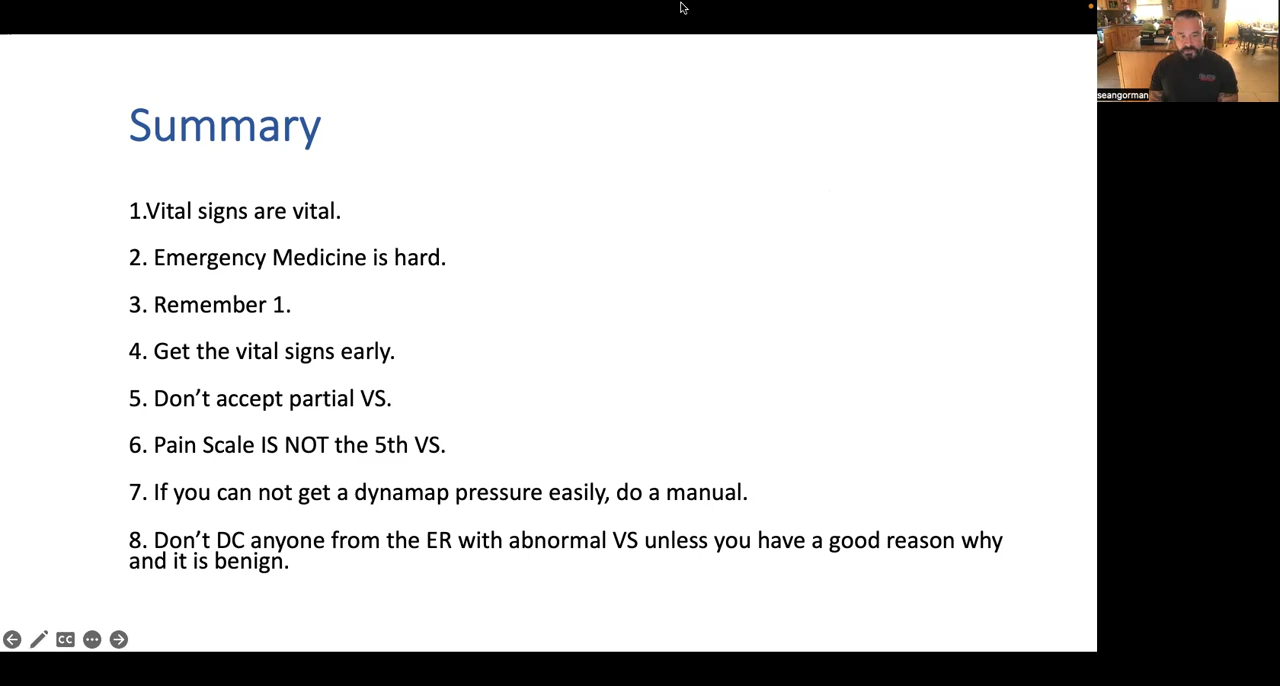 seangorman
Summary
1.Vital signs are vital.
2. Emergency Medicine is hard.
3. Remember 1.
4. Get the vital signs early.
5. Don’t accept partial VS.
6. Pain Scale IS NOT the 5th VS.
7. If you can not get a dynamap pressure easily, do a manual.
8. Don’t DC anyone from the ER with abnormal VS unless you have a good reason why
and it is benign.
CC